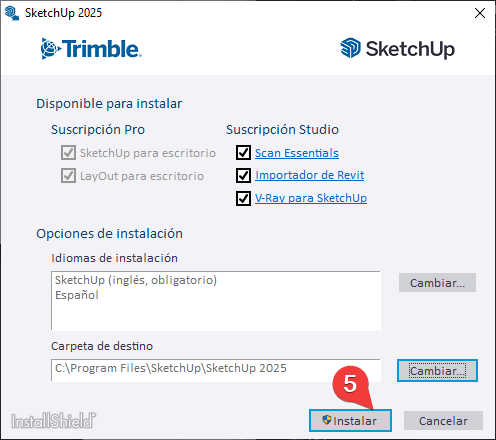 SketchUp 2025
Trimble.
SketchUp
Disponible para instalar
Suscripción Pro
SketchUp para escritorio
LayOut para escritorio
Suscripción Studio
Scan Essentials
Importador de Revit
V-Ray para SketchUp
Opciones de instalación
Idiomas de instalación
SketchUp (inglés, obligatorio)
Español
Cambiar...
Carpeta de destino
C:\Program Files\SketchUp\SketchUp 2025
Cambiar...
5
InstallShield
Instalar
Cancelar